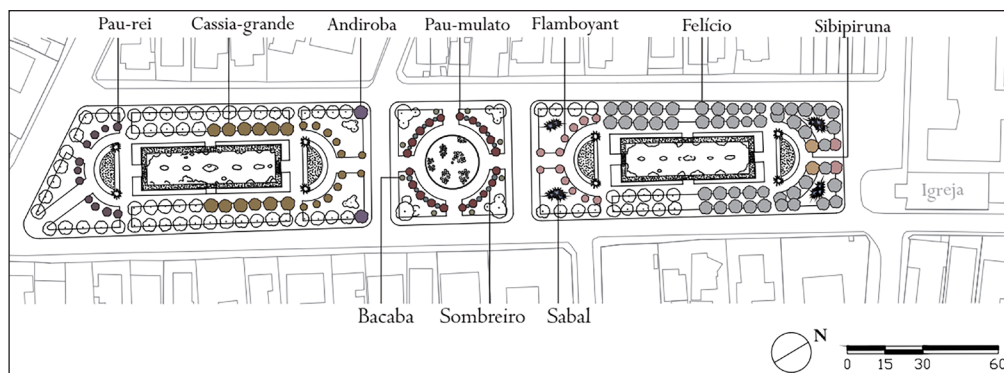 Pau-rei Cassia-grande Andiroba Pau-mulato Flamboyant Felício Sibipiruna
Igreja
Bacaba Sombreiro Sabal
N
0 15 30 60